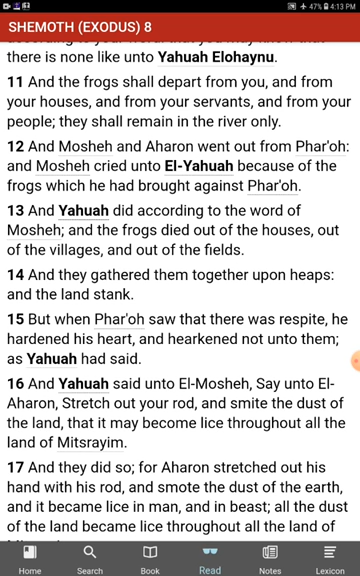 47% 4:13 PM
SHEMOTH (EXODUS) 8
there is none like unto Yahuah Elohaynu.
11 And the frogs shall depart from you, and from
your houses, and from your servants, and from your
people; they shall remain in the river only.
12 And Mosheh and Aharon went out from Phar'oh:
and Mosheh cried unto El-Yahuah because of the
frogs which he had brought against Phar'oh.
13 And Yahuah did according to the word of
Mosheh; and the frogs died out of the houses, out
of the villages, and out of the fields.
14 And they gathered them together upon heaps:
and the land stank.
15 But when Phar'oh saw that there was respite, he
hardened his heart, and hearkened not unto them;
as Yahuah had said.
16 And Yahuah said unto El-Mosheh, Say unto El-
Aharon, Stretch out your rod, and smite the dust of
the land, that it may become lice throughout all the
land of Mitsrayim.
17 And they did so; for Aharon stretched out his
hand with his rod, and smote the dust of the earth,
and it became lice in man, and in beast; all the dust
of the land became lice throughout all the land of
Home Search Book Read Notes Lexicon